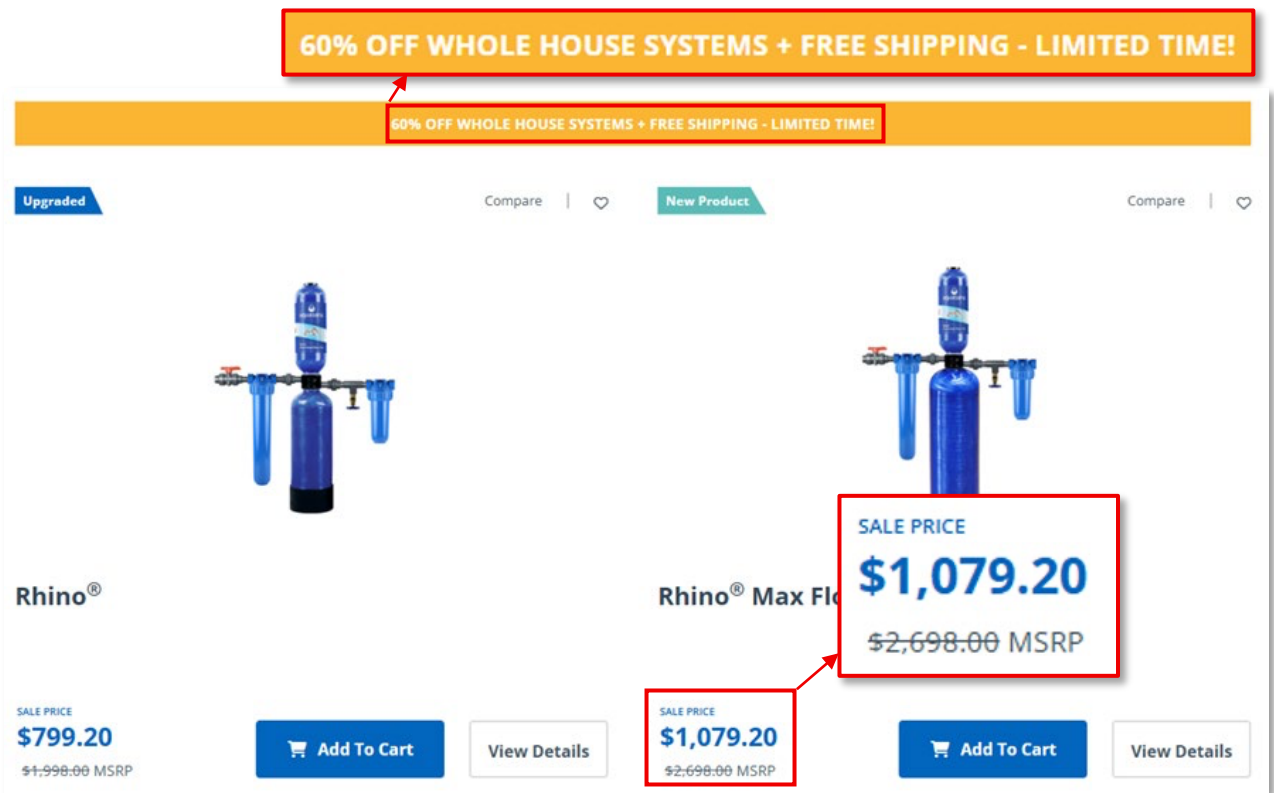 60% OFF WHOLE HOUSE SYSTEMS + FREE SHIPPING - LIMITED TIME!
60% OFF WHOLE HOUSE SYSTEMS + FREE SHIPPING - LIMITED TIME!
Upgraded
Compare |
New Product
Compare |
Rhino®
Rhino® Max Flo
SALE PRICE
$1,079.20
$2,698.00 MSRP
SALE PRICE
$799.20
$1,998.00 MSRP
Add To Cart
View Details
SALE PRICE
$1,079.20
$2,698.00 MSRP
Add To Cart
View Details